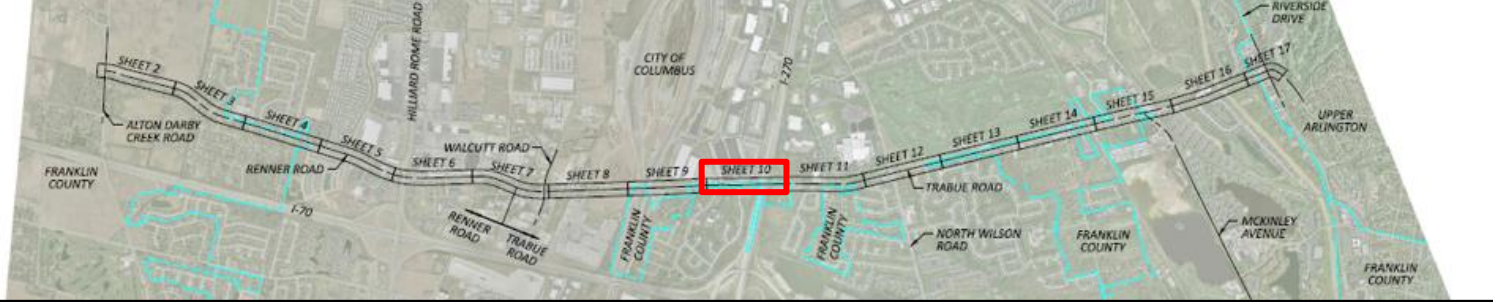 RIVERSIDE
DRIVE
HILLIARD ROME ROAD
CITY OF
COLUMBUS
I-270
SHEET 17
SHEET 2
SHEET 16
SHEET 3
SHEET 15
ALTON DARBY
CREEK ROAD
SHEET 4
SHEET 14
UPPER
ARLINGTON
SHEET 13
WALCUTT ROAD
SHEET 5
SHEET 12
RENNER ROAD
SHEET 6
SHEET 7
SHEET 8
SHEET 9
SHEET 10
SHEET 11
FRANKLIN
COUNTY
TRABUE ROAD
I-70
RENNER
ROAD
TRABUE
ROAD
FRANKLIN
COUNTY
FRANKLIN
COUNTY
NORTH WILSON
ROAD
FRANKLIN
COUNTY
MCKINLEY
AVENUE
FRANKLIN
COUNTY